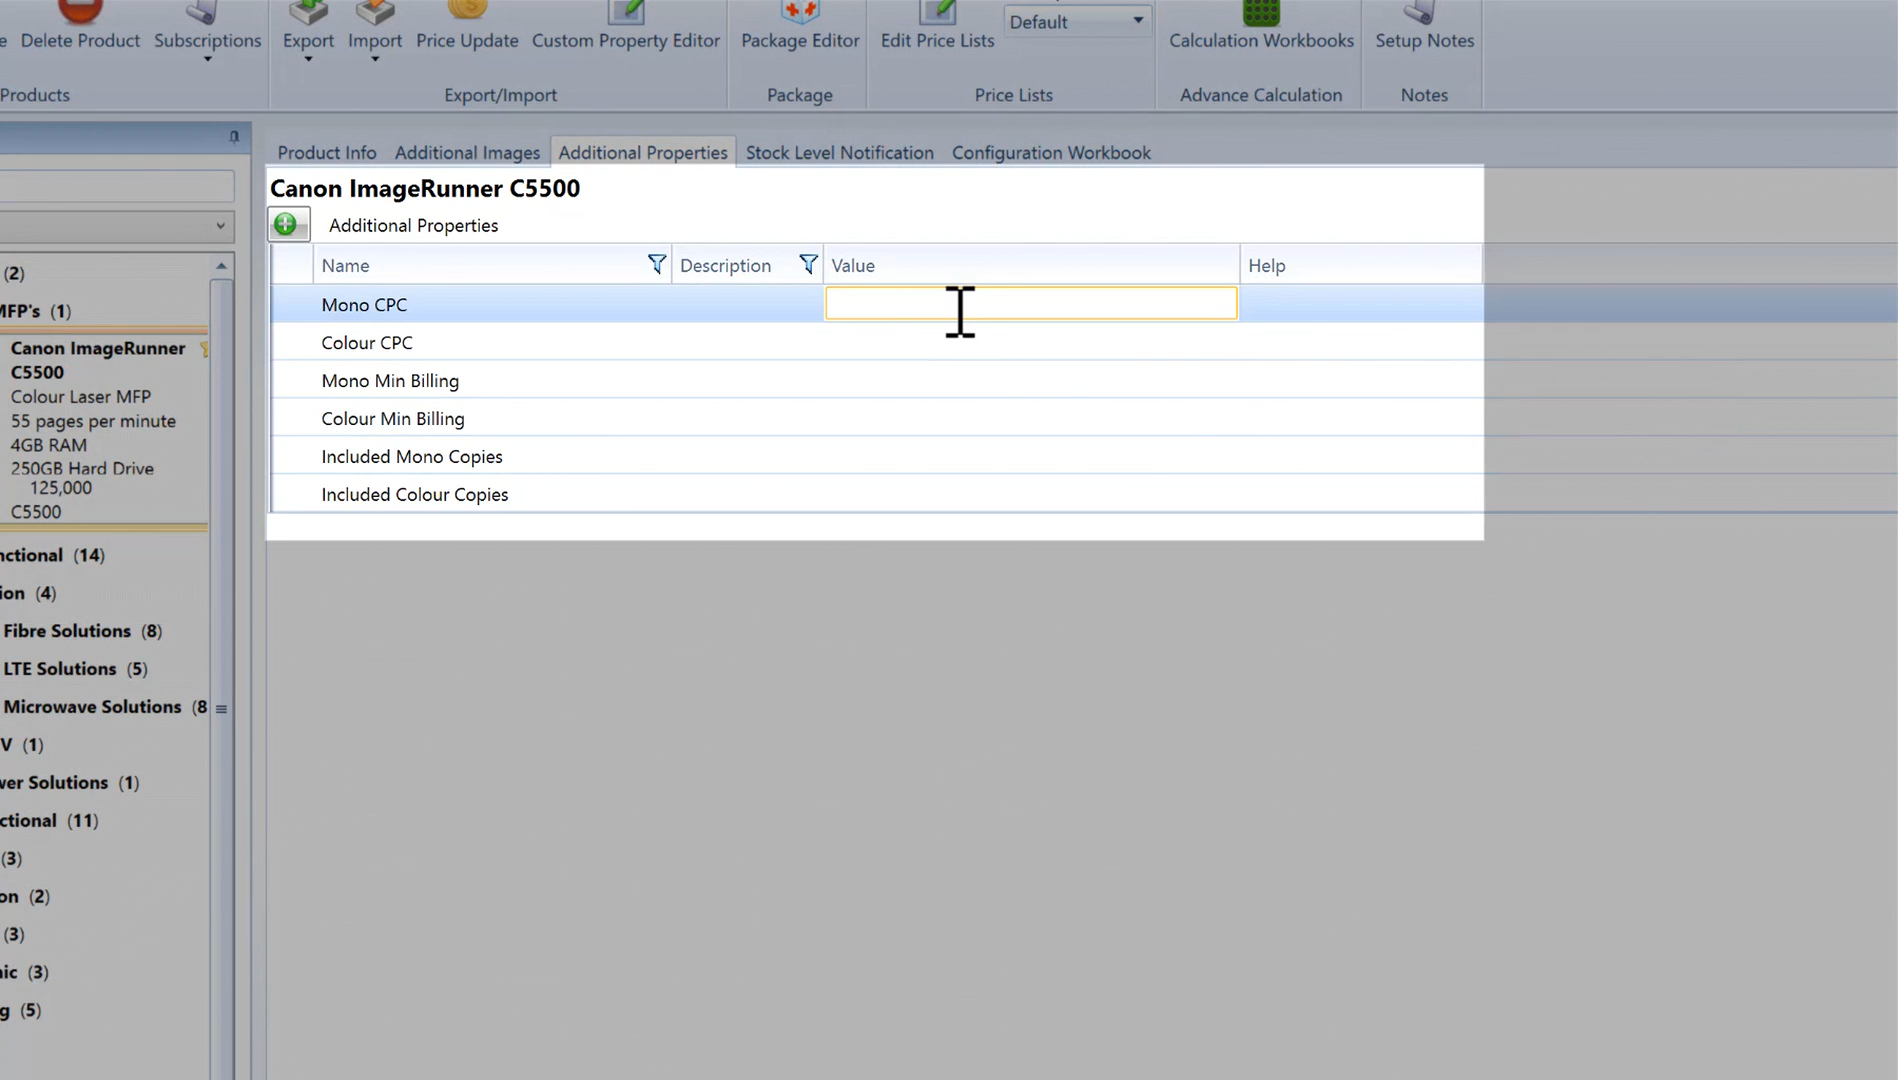 Delete Product Subscriptions Export Import Price Update Custom Property Editor Package Editor Edit Price Lists Default Calculation Workbooks Setup Notes
Products Export/Import Package Price Lists Advance Calculation Notes
Product Info Additional Images Additional Properties Stock Level Notification Configuration Workbook
Canon ImageRunner C5500
Additional Properties
Name Description Value Help
Mono CPC
Colour CPC
Mono Min Billing
Colour Min Billing
Included Mono Copies
Included Colour Copies
(2)
MFP's (1)
Canon ImageRunner
C5500
Colour Laser MFP
55 pages per minute
4GB RAM
250GB Hard Drive
125,000
C5500
nctional (14)
ion (4)
Fibre Solutions (8)
LTE Solutions (5)
Microwave Solutions (8
V (1)
wer Solutions (1)
ctional (11)
(3)
on (2)
(3)
nic (3)
g (5)